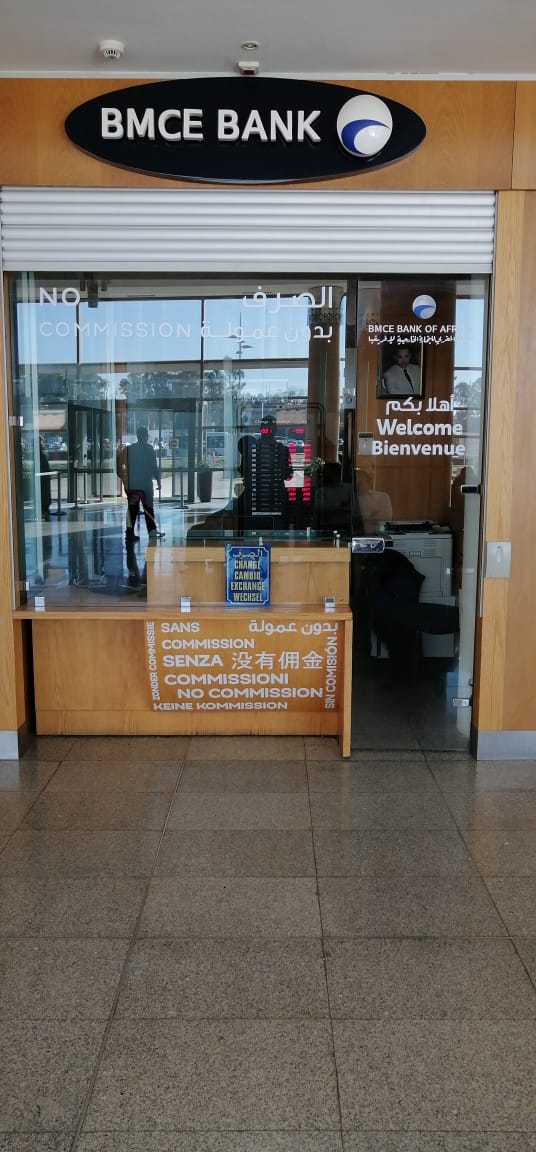 BMCE BANK
NO
COMMISSION
الصرف
بدون عمولة
BMCE BANK OF AFRI
أهلا بكم
Welcome
Bienvenue
الصرف
CHANGE
CAMBIO
EXCHANGE
WECHSEL
ZONDER COMMISSIE
SANS
COMMISSION
بدون عمولة
SENZA 没有佣金
COMMISSIONI
NO COMMISSION
KEINE KOMMISSION
SIN COMISIÓN